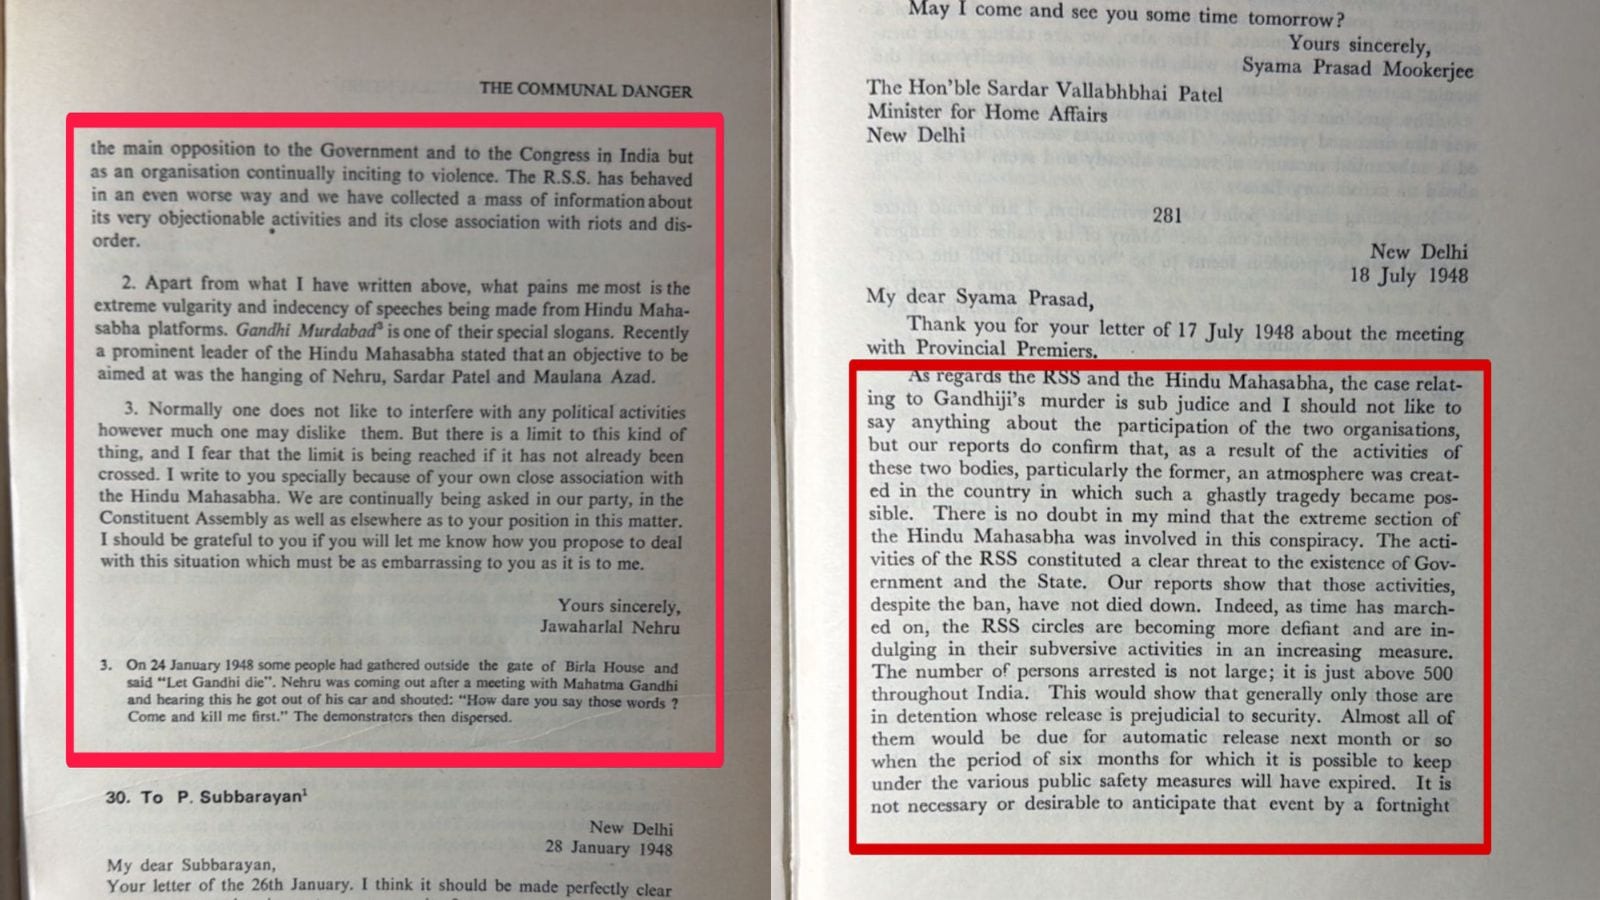 THE COMMUNAL DANGER
the main opposition to the Government and to the Congress in India but
as an organisation continually inciting to violence. The R.S.S. has behaved
in an even worse way and we have collected a mass of information about
its very objectionable activities and its close association with riots and dis-
order.
2. Apart from what I have written above, what pains me most is the
extreme vulgarity and indecency of speeches being made from Hindu Maha-
sabha platforms. Gandhi Murdabad³ is one of their special slogans. Recently
a prominent leader of the Hindu Mahasabha stated that an objective to be
aimed at was the hanging of Nehru, Sardar Patel and Maulana Azad.
3. Normally one does not like to interfere with any political activities
however much one may dislike them. But there is a limit to this kind of
thing, and I fear that the limit is being reached if it has not already been
crossed. I write to you specially because of your own close association with
the Hindu Mahasabha. We are continually being asked in our party, in the
Constituent Assembly as well as elsewhere as to your position in this matter.
I should be grateful to you if you will let me know how you propose to deal
with this situation which must be as embarrassing to you as it is to me.
Yours sincerely,
Jawaharlal Nehru
3. On 24 January 1948 some people had gathered outside the gate of Birla House and
said "Let Gandhi die". Nehru was coming out after a meeting with Mahatma Gandhi
and hearing this he got out of his car and shouted: "How dare you say those words ?
Come and kill me first." The demonstrators then dispersed.
30. To P. Subbarayan¹
New Delhi
28 January 1948
My dear Subbarayan,
Your letter of the 26th January. I think it should be made perfectly clear
May I come and see you some time tomorrow?
Yours sincerely,
Syama Prasad Mookerjee
The Hon'ble Sardar Vallabhbhai Patel
Minister for Home Affairs
New Delhi
281
New Delhi
18 July 1948
My dear Syama Prasad,
Thank you for your letter of 17 July 1948 about the meeting
with Provincial Premiers.
As regards the RSS and the Hindu Mahasabha, the case relat-
ing to Gandhiji's murder is sub judice and I should not like to
say anything about the participation of the two organisations,
but our reports do confirm that, as a result of the activities of
these two bodies, particularly the former, an atmosphere was creat-
ed in the country in which such a ghastly tragedy became pos-
sible. There is no doubt in my mind that the extreme section of
the Hindu Mahasabha was involved in this conspiracy. The acti-
vities of the RSS constituted a clear threat to the existence of Gov-
ernment and the State. Our reports show that those activities,
despite the ban, have not died down. Indeed, as time has march-
ed on, the RSS circles are becoming more defiant and are in-
dulging in their subversive activities in an increasing measure.
The number of persons arrested is not large; it is just above 500
throughout India. This would show that generally only those are
in detention whose release is prejudicial to security. Almost all of
them would be due for automatic release next month or so
when the period of six months for which it is possible to keep
under the various public safety measures will have expired. It is
not necessary or desirable to anticipate that event by a fortnight